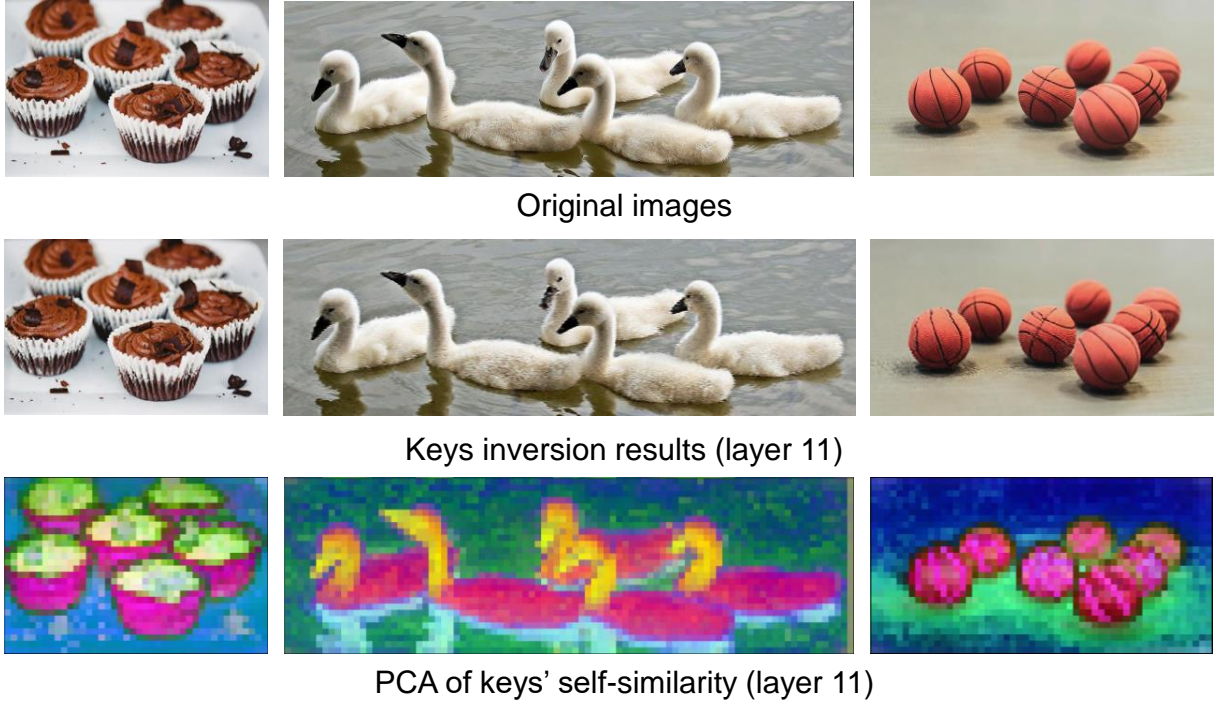 Original images
Keys inversion results (layer 11)
PCA of keys’ self-similarity (layer 11)